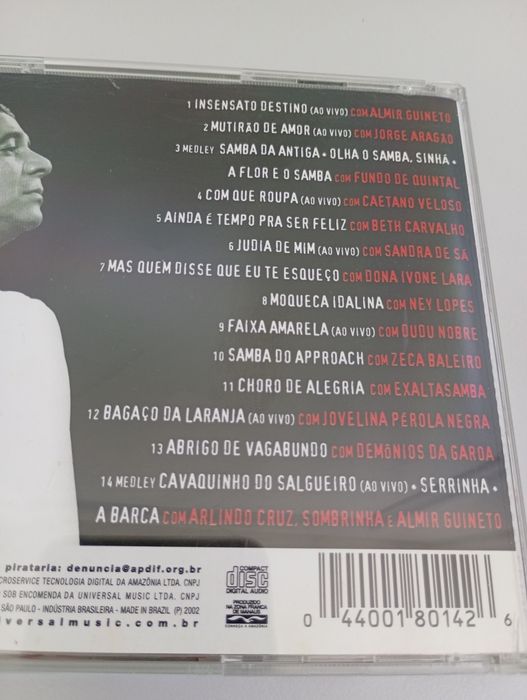 1 INSENSATO DESTINO (AO VIVO) COM ALMIR GUINETO
2 MUTIRÃO DE AMOR (AO VIVO) COM JORGE ARAGÃO
3 MEDLEY SAMBA DA ANTIGA • OLHA O SAMBA, SINHÁ •
A FLOR E O SAMBA COM FUNDO DE QUINTAL
4 COM QUE ROUPA (AO VIVO) COM CAETANO VELOSO
5 AINDA É TEMPO PRA SER FELIZ COM BETH CARVALHO
6 JUDIA DE MIM (AO VIVO) COM SANDRA DE SÁ
7 MAS QUEM DISSE QUE EU TE ESQUEÇO COM DONA IVONE LARA
8 MOQUECA IDALINA COM NEY LOPES
9 FAIXA AMARELA (AO VIVO) COM DUDU NOBRE
10 SAMBA DO APPROACH COM ZECA BALEIRO
11 CHORO DE ALEGRIA COM EXALTASAMBA
12 BAGAÇO DA LARANJA (AO VIVO) COM JOVELINA PÉROLA NEGRA
13 ABRIGO DE VAGABUNDO COM DEMÔNIOS DA GAROA
14 MEDLEY CAVAQUINHO DO SALGUEIRO (AO VIVO) • SERRINHA •
A BARCA COM ARLINDO CRUZ, SOMBRINHA E ALMIR GUINETO
pirataria: denuncia@apdif.org.br
CROSERVICE TECNOLOGIA DIGITAL DA AMAZÔNIA LTDA. CNPJ
SOB ENCOMENDA DA UNIVERSAL MUSIC LTDA. CNPJ
SÃO PAULO - INDÚSTRIA BRASILEIRA - MADE IN BRAZIL (P) 2002
iversalmusic.com.br
COMPACT
disc
DIGITAL AUDIO
PRODUZIDO
NA ZONA FRANCA
DE MANAUS
CONHEÇA A AMAZÔNIA
0 44001 80142 6